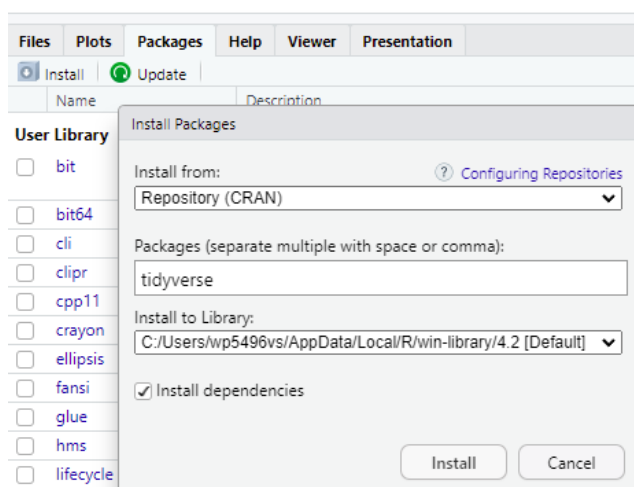 Files Plots Packages Help Viewer Presentation
Install Update
Name Description
User Library
Install Packages
bit
Install from: ? Configuring Repositories
Repository (CRAN)
bit64
cli
Packages (separate multiple with space or comma):
clipr
tidyverse
cpp11
Install to Library:
crayon
C:/Users/wp5496vs/AppData/Local/R/win-library/4.2 [Default]
ellipsis
fansi
Install dependencies
glue
hms
Install Cancel
lifecycle